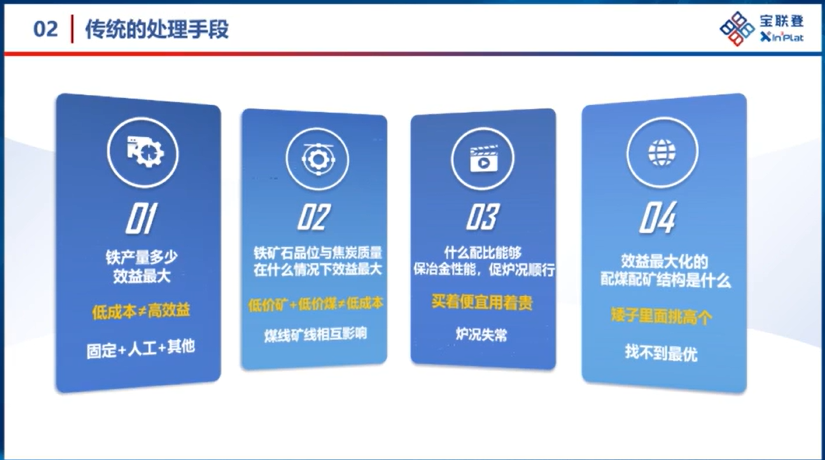 02
传统的处理手段
宝联登
XinPlat
01
铁产量多少
效益最大
低成本≠高效益
固定+人工+其他
02
铁矿石品位与焦炭质量
在什么情况下效益最大
低价矿+低价煤≠低成本
煤线矿线相互影响
03
什么配比能够
保冶金性能，促炉况顺行
买着便宜用着贵
炉况失常
04
效益最大化的
配煤配矿结构是什么
矮子里面挑高个
找不到最优